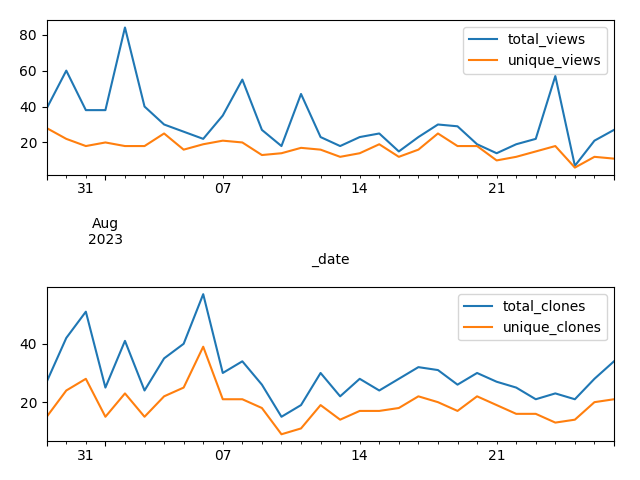 total_views
unique_views
80
60
40
20
31 07 14 21
Aug
2023
_date
total_clones
unique_clones
40
20
31 07 14 21